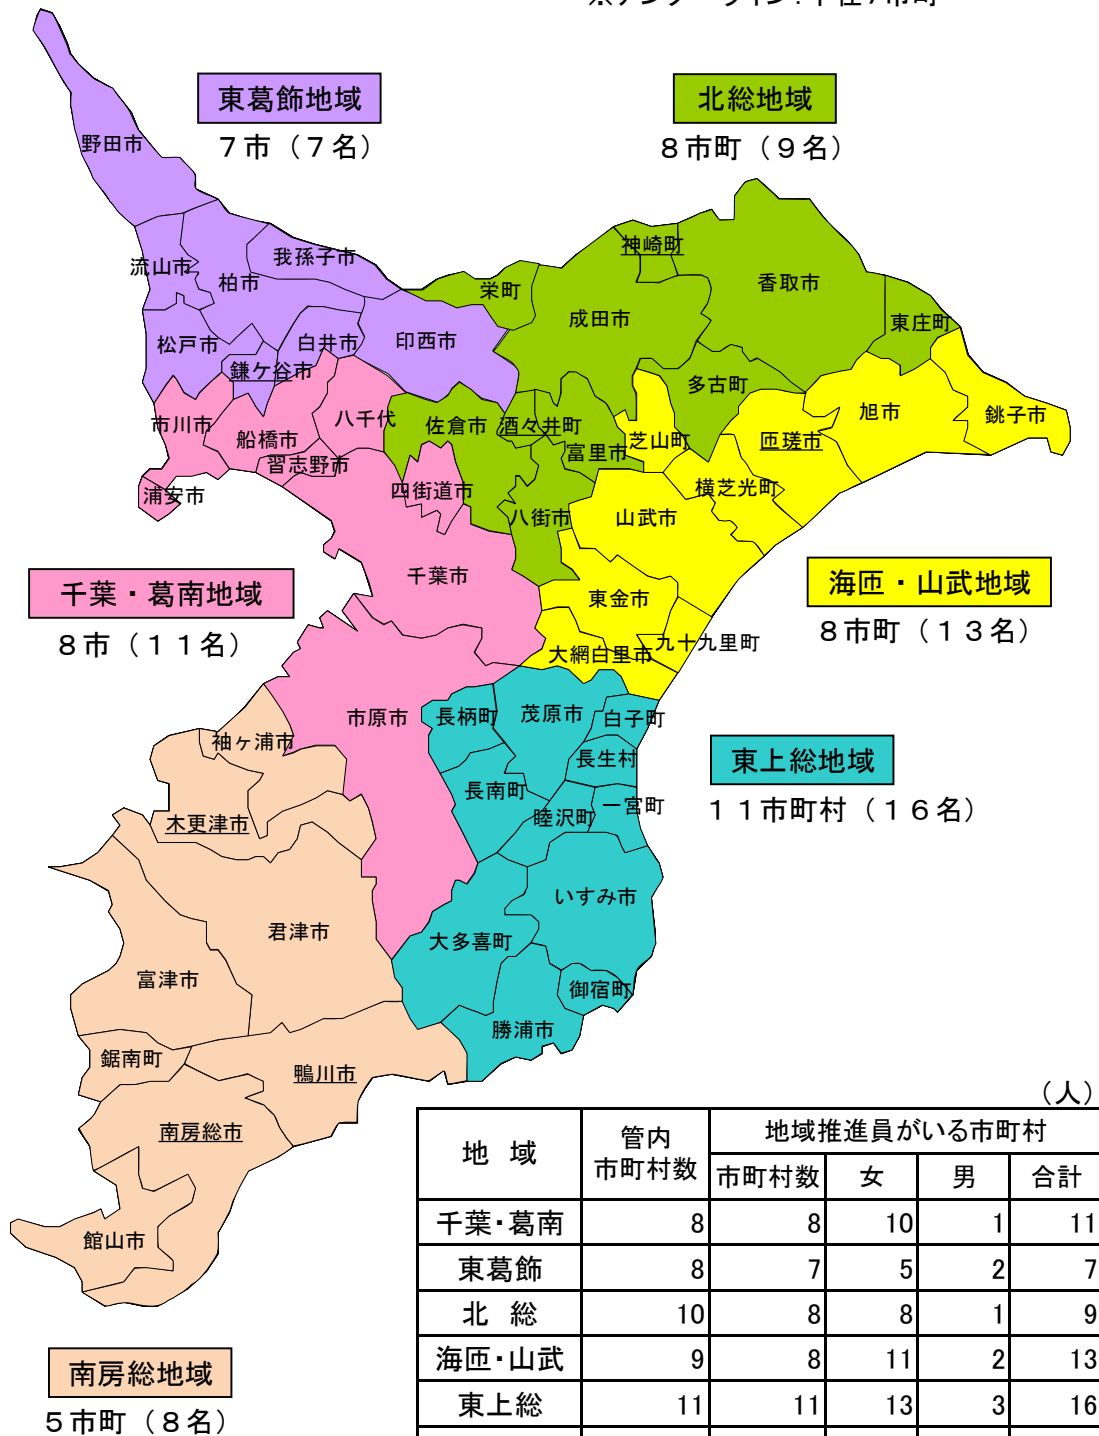 東葛飾地域
7市（7名）
北総地域
8市町（9名）
野田市
流山市
柏市
我孫子市
松戸市
鎌ケ谷市
白井市
印西市
栄町
神崎町
成田市
香取市
東庄町
多古町
佐倉市
酒々井町
富里市
八街市
市川市
船橋市
八千代
習志野市
浦安市
四街道市
千葉市
市原市
芝山町
匝瑳市
旭市
銚子市
横芝光町
山武市
東金市
九十九里町
大網白里市
千葉・葛南地域
8市（11名）
海匝・山武地域
8市町（13名）
東上総地域
11市町村（16名）
長柄町
茂原市
白子町
長生村
長南町
睦沢町
一宮町
いすみ市
大多喜町
御宿町
勝浦市
袖ヶ浦市
木更津市
君津市
富津市
鋸南町
鴨川市
南房総市
館山市
南房総地域
5市町（8名）
（人）
地 域 管内市町村数 地域推進員がいる市町村
市町村数 女 男 合計
千葉・葛南 8 8 10 1 11
東葛飾 8 7 5 2 7
北 総 10 8 8 1 9
海匝・山武 9 8 11 2 13
東上総 11 11 13 3 16